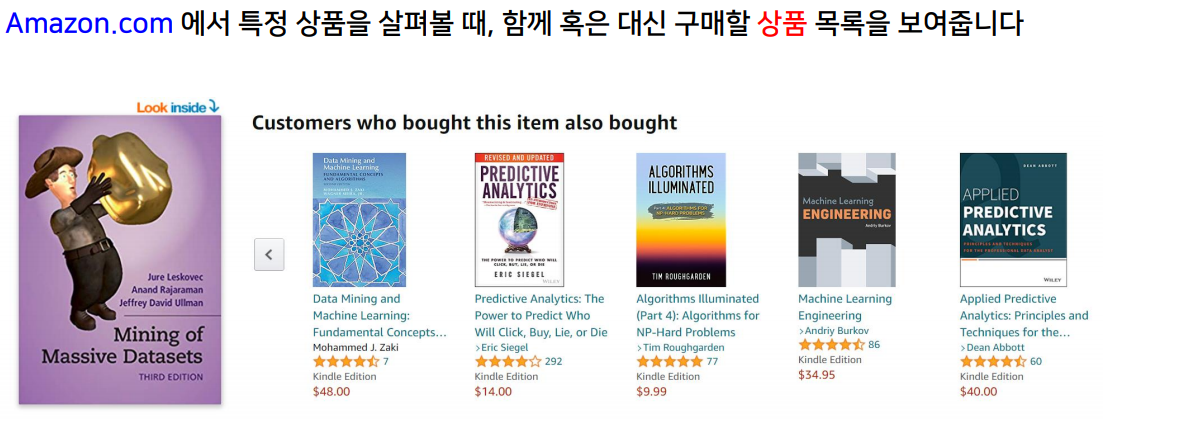 Amazon.com 에서 특정 상품을 살펴볼 때, 함께 혹은 대신 구매할 상품 목록을 보여줍니다
Look inside
Jure Leskovec
Anand Rajaraman
Jeffrey David Ullman
Mining of
Massive Datasets
THIRD EDITION
Customers who bought this item also bought
Data Mining and
Machine Learning
FUNDAMENTAL CONCEPTS
AND ALGORITHMS
Data Mining and
Machine Learning:
Fundamental Concepts...
Mohammed J. Zaki
7
Kindle Edition
$48.00
REVISED AND UPDATED
PREDICTIVE
ANALYTICS
THE POWER TO PREDICT WHO WILL
CLICK, BUY, LIE, OR DIE
ERIC SIEGEL
WILEY
Predictive Analytics: The
Power to Predict Who
Will Click, Buy, Lie, or Die
›Eric Siegel
292
Kindle Edition
$14.00
ALGORITHMS
ILLUMINATED
Part 4: ALGORITHMS FOR
NP-HARD PROBLEMS
TIM ROUGHGARDEN
Algorithms Illuminated
(Part 4): Algorithms for
NP-Hard Problems
›Tim Roughgarden
77
Kindle Edition
$9.99
Machine Learning
ENGINEERING
Andriy Burkov
Machine Learning
Engineering
›Andriy Burkov
86
Kindle Edition
$34.95
DEAN ABBOTT
APPLIED
PREDICTIVE
ANALYTICS
PRINCIPLES AND TECHNIQUES
FOR THE PROFESSIONAL DATA ANALYST
WILEY
Applied Predictive
Analytics: Principles and
Techniques for the...
›Dean Abbott
60
Kindle Edition
$40.00